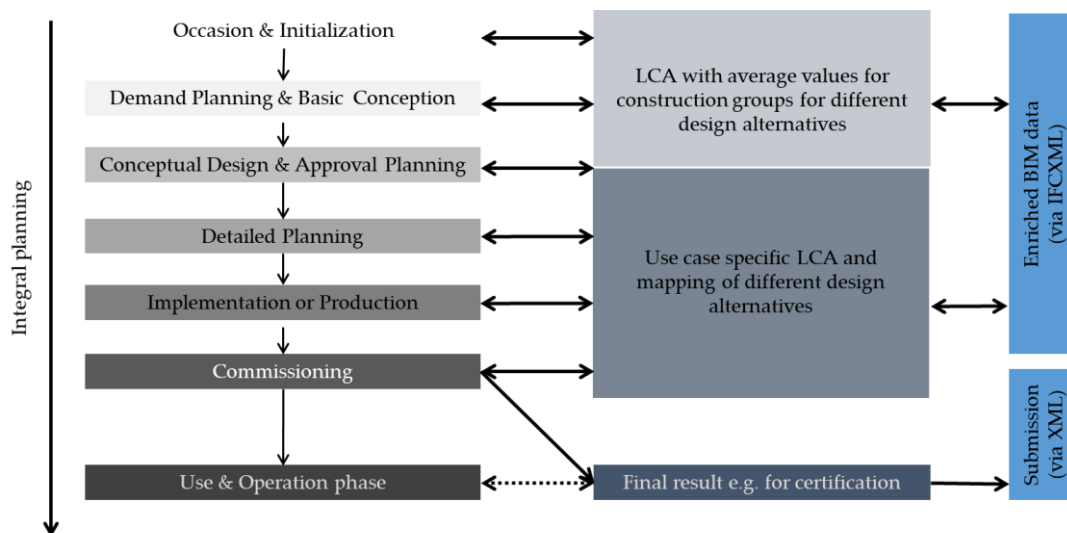 Integral planning
Occasion & Initialization
Demand Planning & Basic Conception
Conceptual Design & Approval Planning
Detailed Planning
Implementation or Production
Commissioning
Use & Operation phase
LCA with average values for
construction groups for different
design alternatives
Use case specific LCA and
mapping of different design
alternatives
Final result e.g. for certification
Enriched BIM data
(via IFCXML)
Submission
(via XML)